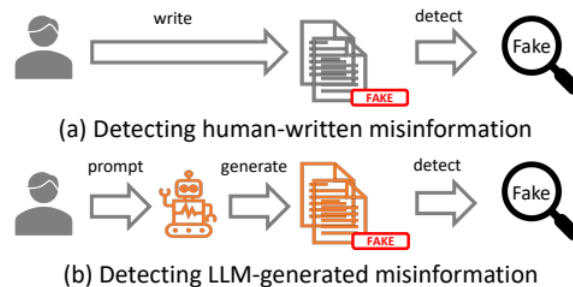 write
detect
Fake
FAKE
(a) Detecting human-written misinformation
prompt
generate
detect
Fake
FAKE
(b) Detecting LLM-generated misinformation